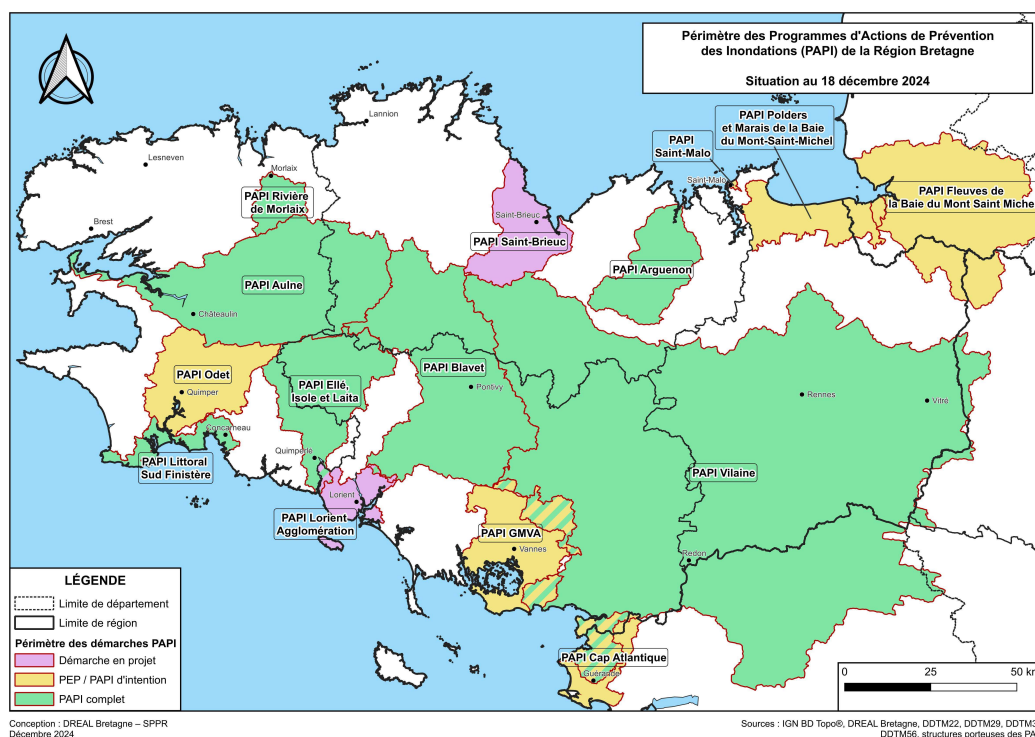 Périmètre des Programmes d'Actions de Prévention
des Inondations (PAPI) de la Région Bretagne
Situation au 18 décembre 2024
Lannion
PAPI Polders
et Marais de la Baie
du Mont-Saint-Michel
PAPI
Saint-Malo
Lesneven
Morlaix
Saint-Malo
PAPI Rivière
de Morlaix
PAPI Fleuves de
la Baie du Mont Saint Miche
Brest
Saint-Brieuc
PAPI Saint-Brieuc
PAPI Arguenon
PAPI Aulne
Châteaulin
PAPI Odet
PAPI Blavet
PAPI Ellé,
Isole et Laita
Quimper
Pontivy
Rennes
Vitré
Concarneau
Quimperlé
PAPI Littoral
Sud Finistère
PAPI Vilaine
Lorient
PAPI Lorient
Agglomération
PAPI GMVA
Vannes
Redon
PAPI Cap Atlantique
Guérande
LÉGENDE
Limite de département
Limite de région
Périmètre des démarches PAPI
Démarche en projet
PEP / PAPI d'intention
PAPI complet
0 25 50 km
Conception : DREAL Bretagne – SPPR
Décembre 2024
Sources : IGN BD Topo®, DREAL Bretagne, DDTM22, DDTM29, DDTM3
DDTM56, structures porteuses des PA